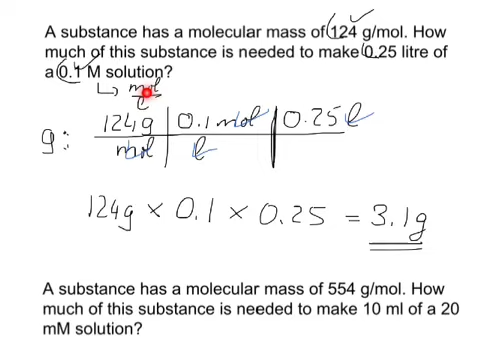 A substance has a molecular mass of 124 g/mol. How
much of this substance is needed to make 0.25 litre of
a 0.1 M solution?
mol
l
g: 124g | 0.1 mol | 0.25 l
mol | l
124g × 0.1 × 0.25 = 3.1g
A substance has a molecular mass of 554 g/mol. How
much of this substance is needed to make 10 ml of a 20
mM solution?